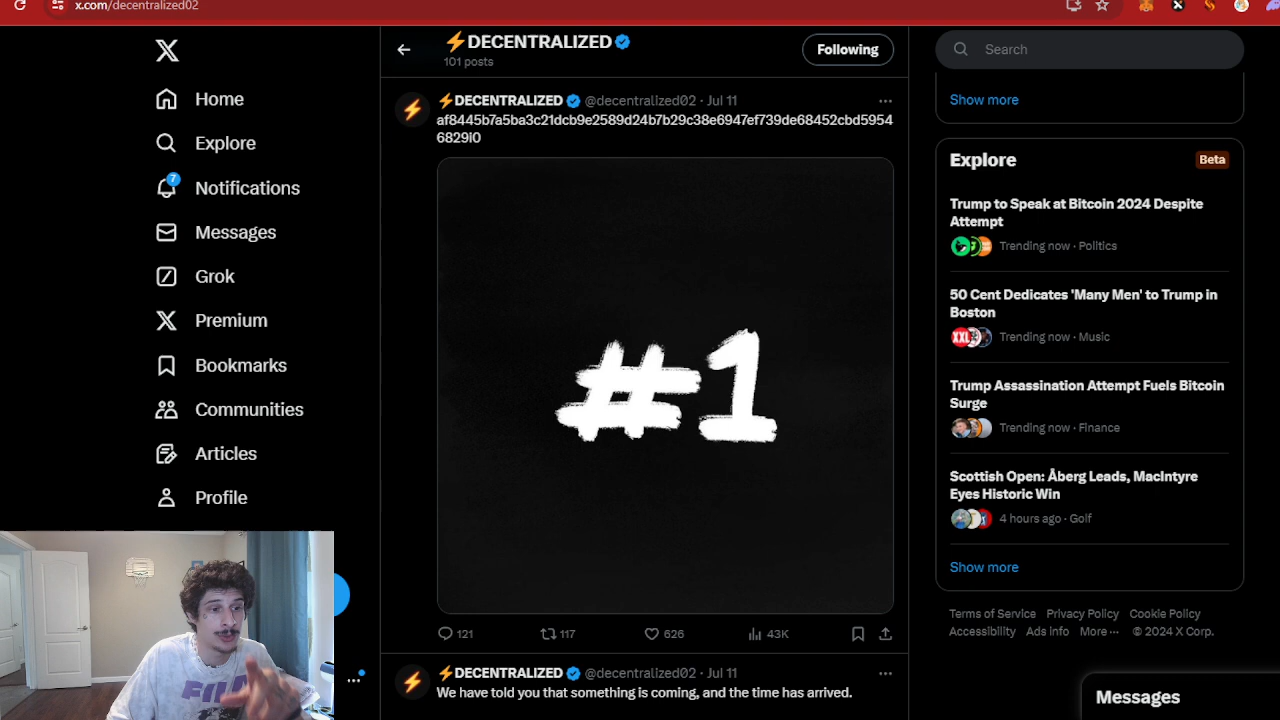 x.com/decentralized02
Home
Explore
7
Notifications
Messages
Grok
Premium
Bookmarks
Communities
Articles
Profile
⚡DECENTRALIZED
101 posts
Following
⚡DECENTRALIZED @decentralized02 · Jul 11
af8445b7a5ba3c21dcb9e2589d24b7b29c38e6947ef739de68452cbd5954
6829i0
#1
121
117
626
43K
⚡DECENTRALIZED @decentralized02 · Jul 11
We have told you that something is coming, and the time has arrived.
Search
Show more
Explore
Beta
Trump to Speak at Bitcoin 2024 Despite
Attempt
Trending now · Politics
50 Cent Dedicates 'Many Men' to Trump in
Boston
XXL
Trending now · Music
Trump Assassination Attempt Fuels Bitcoin
Surge
Trending now · Finance
Scottish Open: Åberg Leads, MacIntyre
Eyes Historic Win
4 hours ago · Golf
Show more
Terms of Service Privacy Policy Cookie Policy
Accessibility Ads info More ··· © 2024 X Corp.
Messages